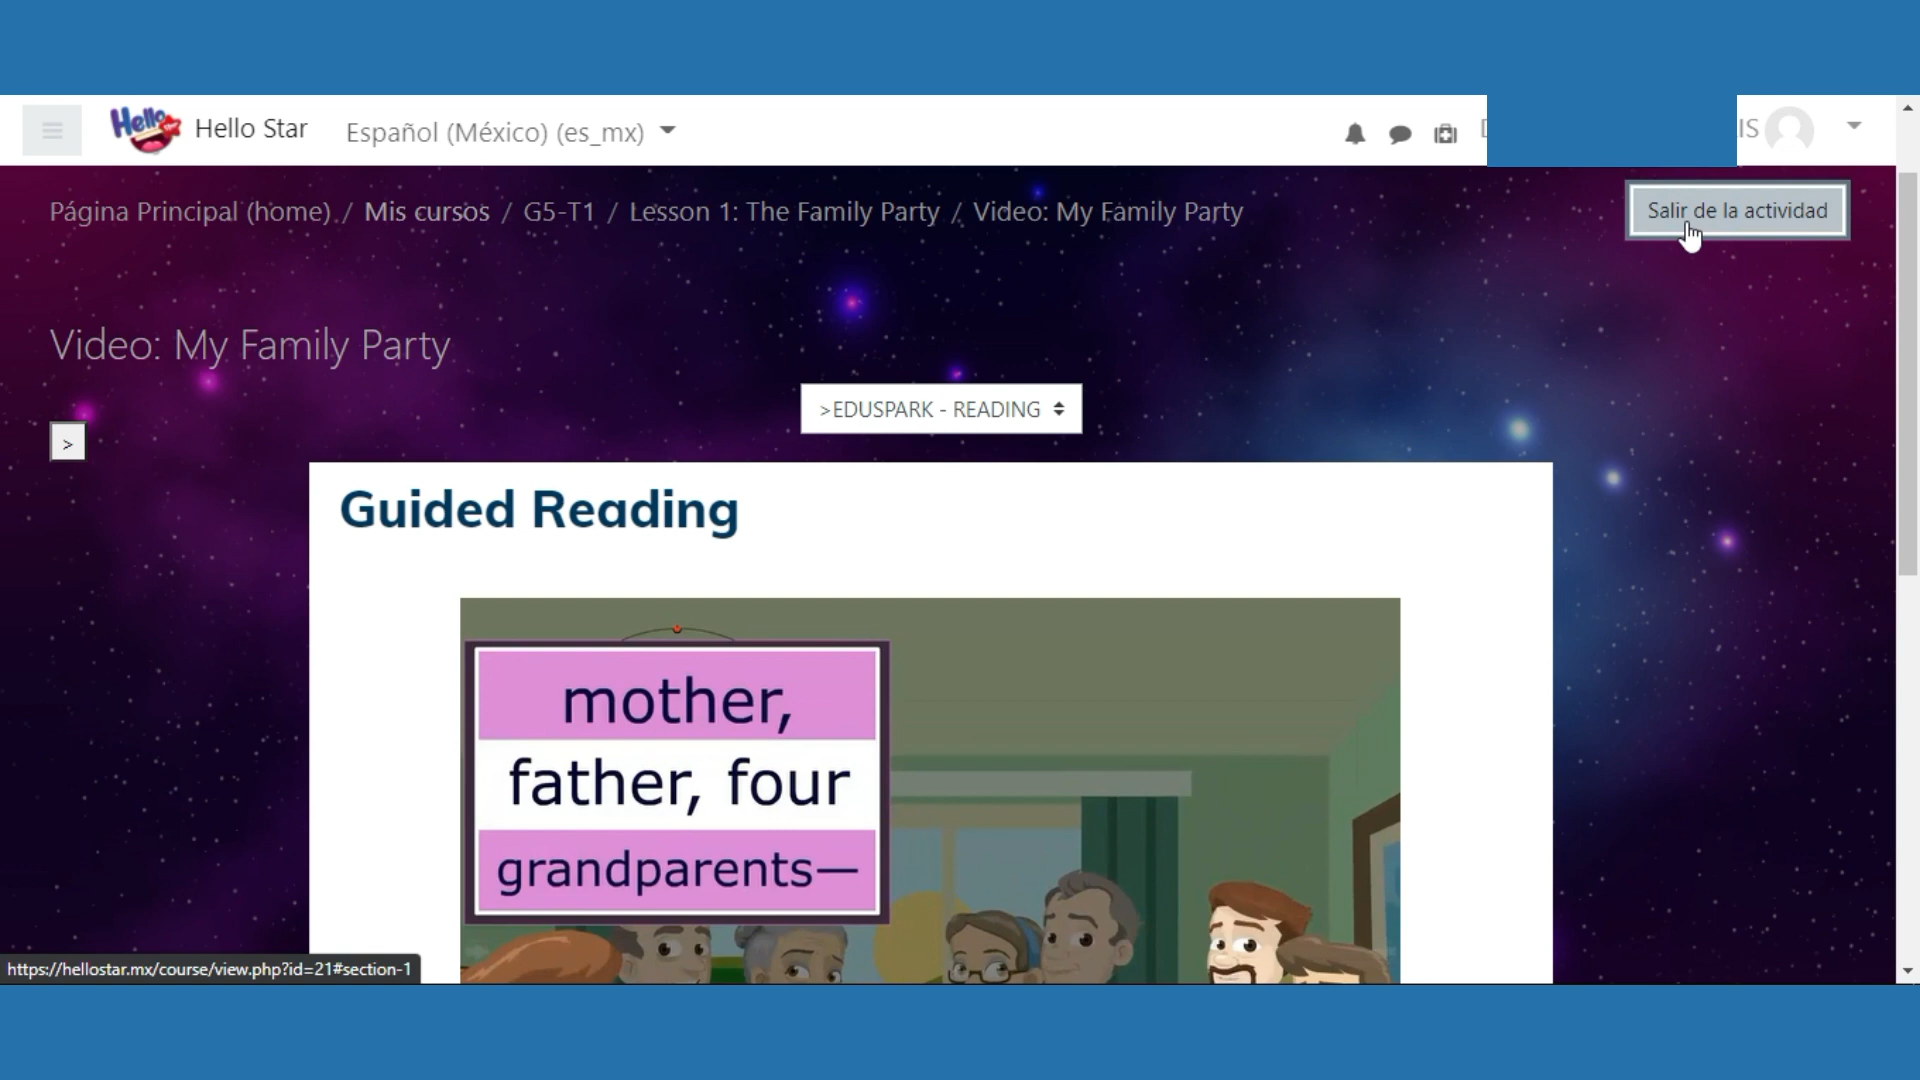 Hello
Hello Star
Español (México) (es_mx)
IS
Página Principal (home) / Mis cursos / G5-T1 / Lesson 1: The Family Party / Video: My Family Party
Salir de la actividad
Video: My Family Party
>EDUSPARK - READING
>
Guided Reading
mother,
father, four
grandparents—
https://hellostar.mx/course/view.php?id=21#section-1